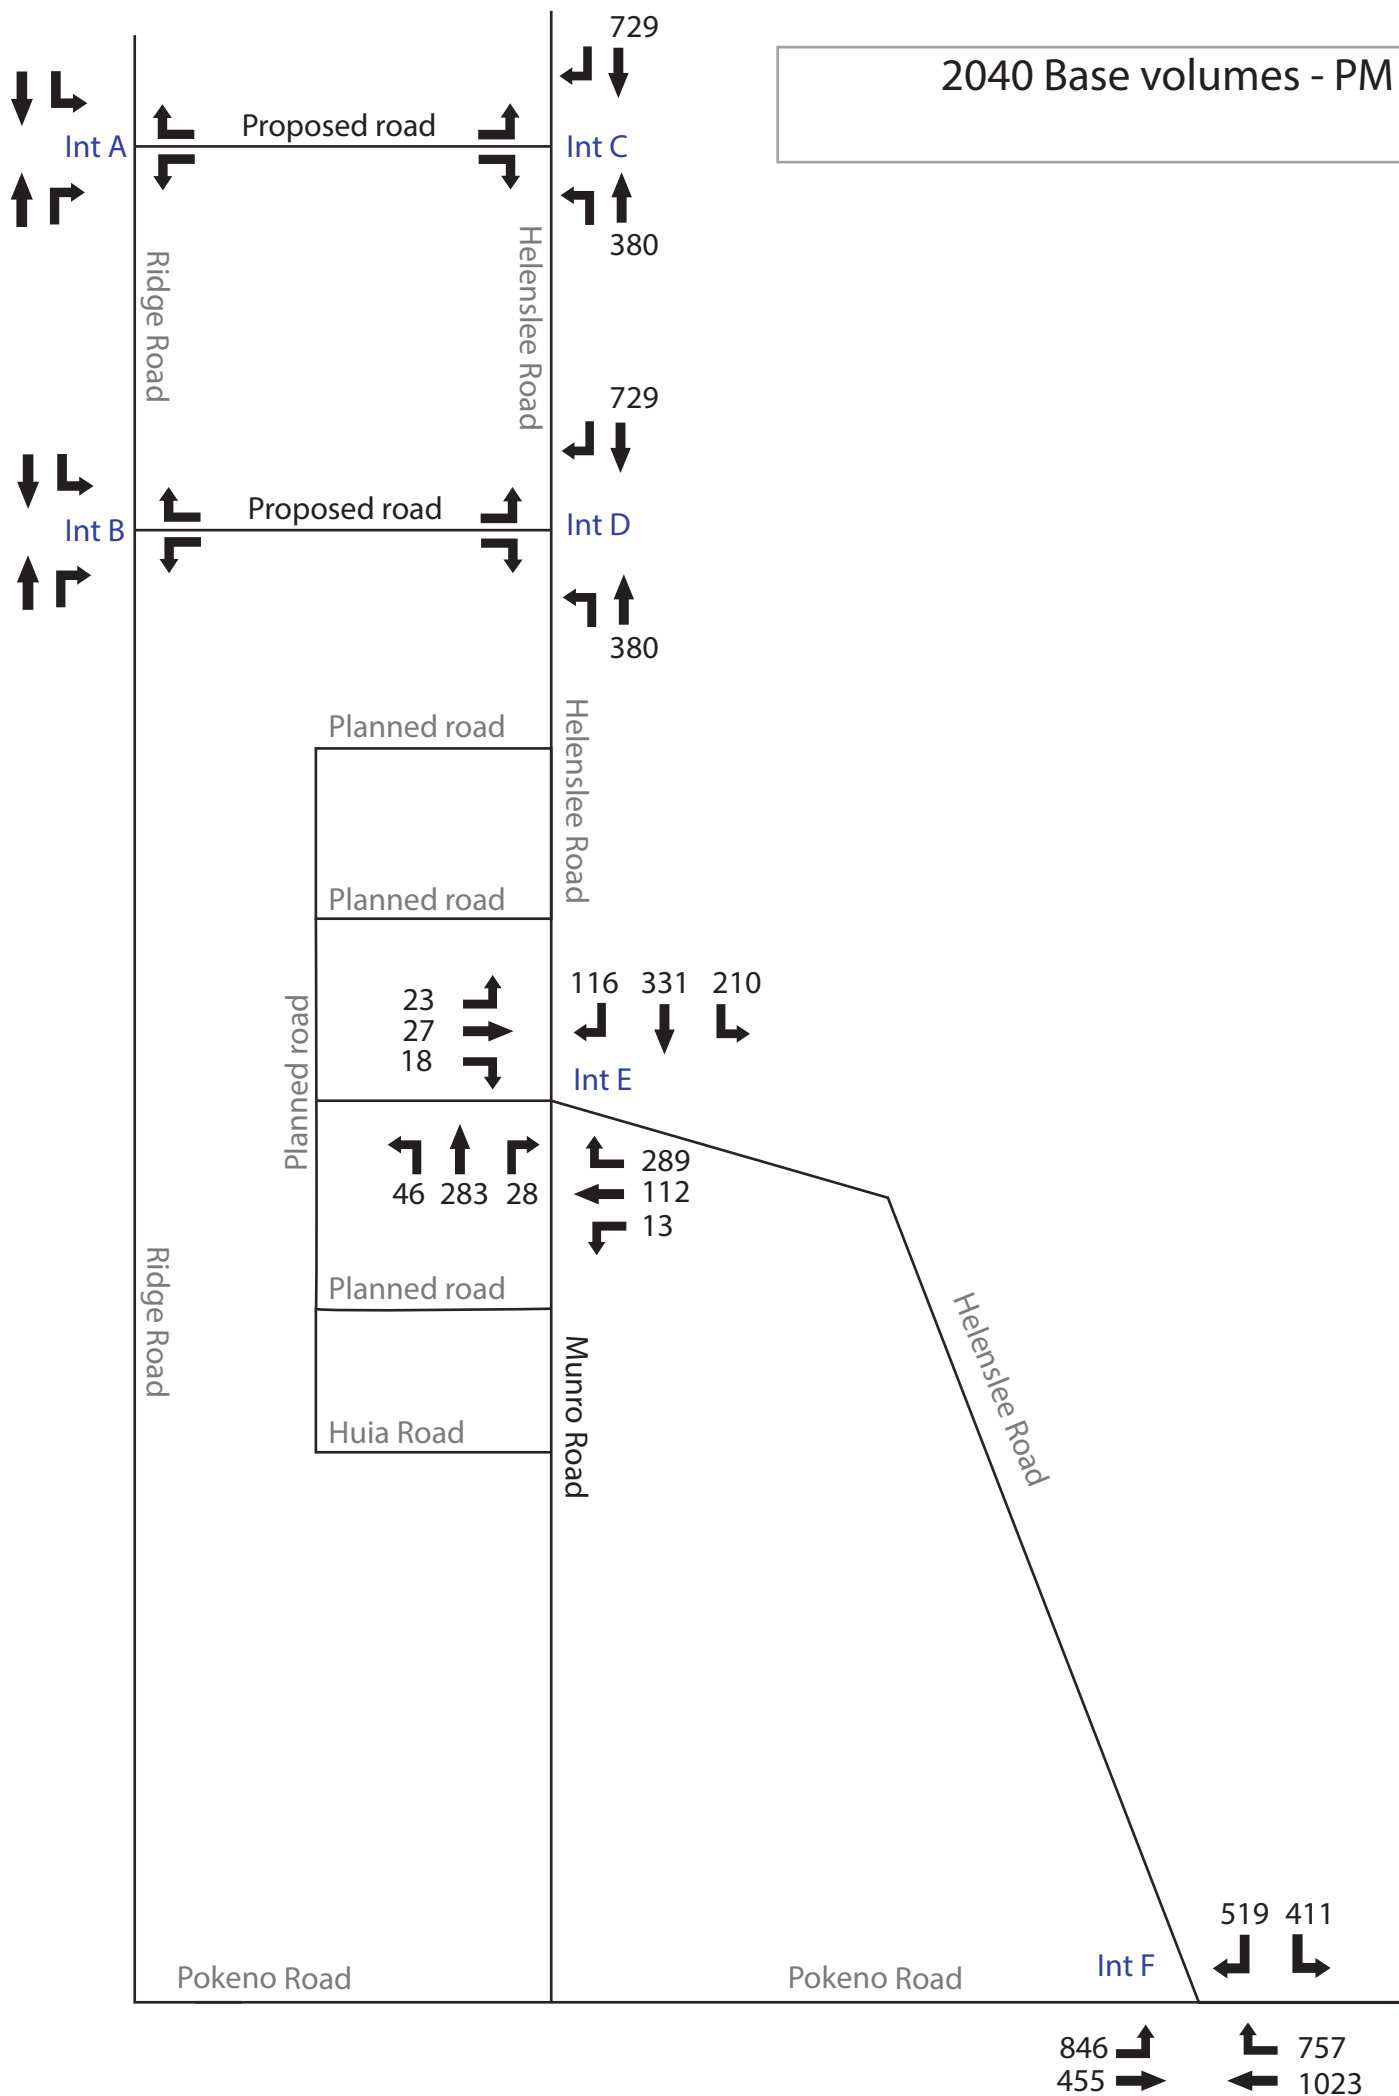 729
2040 Base volumes - PM
Proposed road
Int A
Int C
380
Ridge Road
Helenslee Road
729
Proposed road
Int B
Int D
380
Planned road
Helenslee Road
Planned road
116 331 210
23
27
18
Planned road
Int E
289
46 283 28
112
13
Planned road
Ridge Road
Helenslee Road
Munro Road
Huia Road
519 411
Int F
Pokeno Road
Pokeno Road
846
757
455
1023